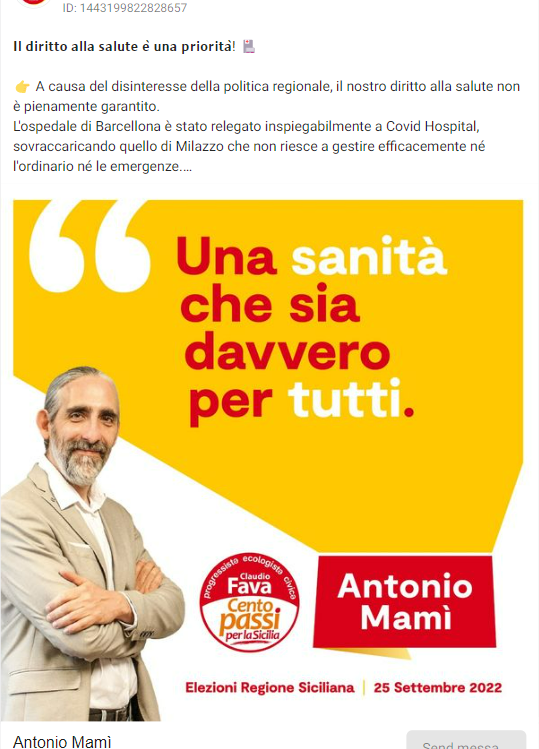 ID: 1443199822828657
Il diritto alla salute è una priorità!
A causa del disinteresse della politica regionale, il nostro diritto alla salute non
è pienamente garantito.
L'ospedale di Barcellona è stato relegato inspiegabilmente a Covid Hospital,
sovraccaricando quello di Milazzo che non riesce a gestire efficacemente né
l'ordinario né le emergenze....
Una sanità
che sia
davvero
per tutti.
progressista ecologista civica
Claudio
Fava
Cento
passi
per la Sicilia
Antonio
Mamì
Elezioni Regione Siciliana | 25 Settembre 2022
Antonio Mamì
Send messa...